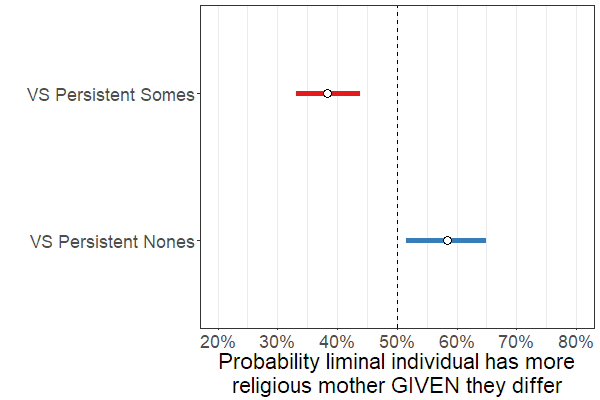 VS Persistent Somes
VS Persistent Nones
20% 30% 40% 50% 60% 70% 80%
Probability liminal individual has more
religious mother GIVEN they differ